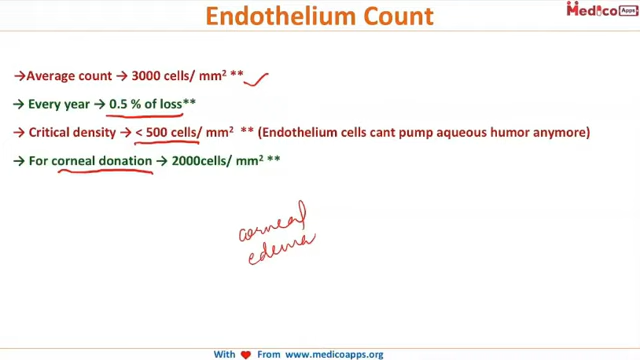 Endothelium Count
MedicoApps
→Average count → 3000 cells/ mm² **
→ Every year → 0.5 % of loss**
→ Critical density → < 500 cells/ mm² ** (Endothelium cells cant pump aqueous humor anymore)
→ For corneal donation → 2000cells/ mm² **
corneal
edema
With ❤ From www.medicoapps.org